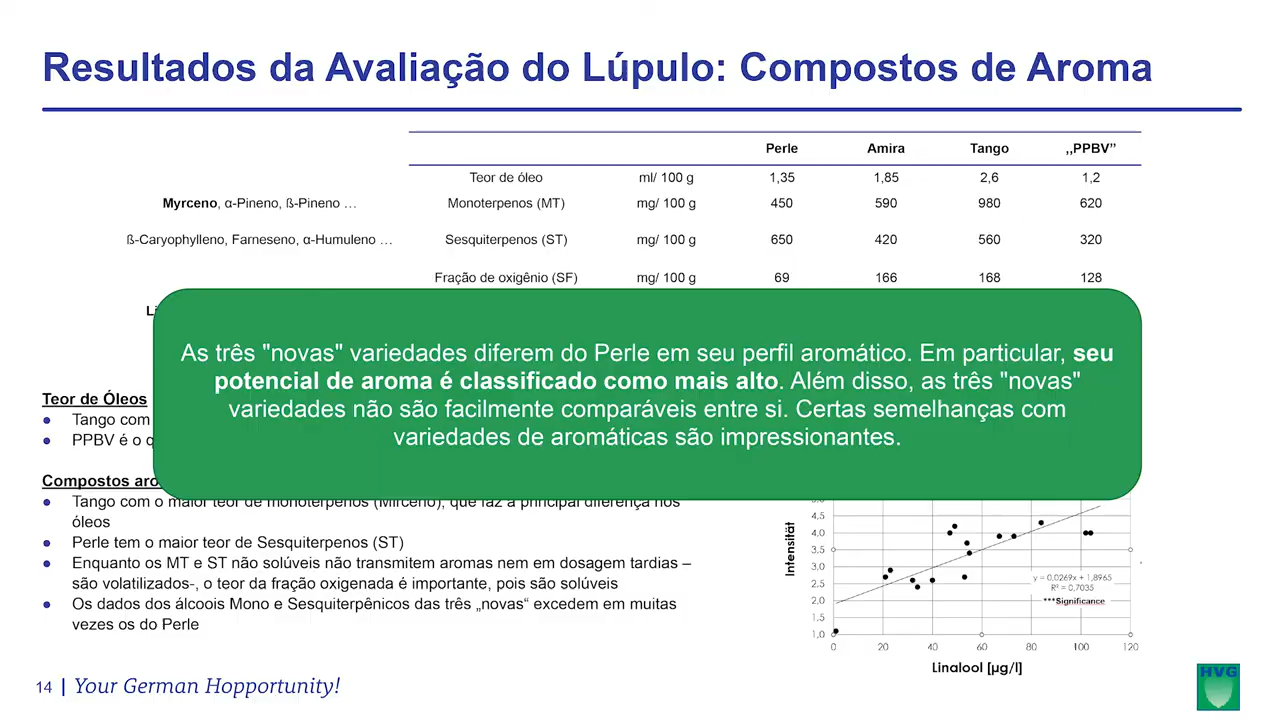 Resultados da Avaliação do Lúpulo: Compostos de Aroma
Perle Amira Tango ,,PPBV”
Teor de óleo ml/ 100 g 1,35 1,85 2,6 1,2
Myrceno, α-Pineno, ß-Pineno … Monoterpenos (MT) mg/ 100 g 450 590 980 620
ß-Caryophylleno, Farneseno, α-Humuleno … Sesquiterpenos (ST) mg/ 100 g 650 420 560 320
Fração de oxigênio (SF) mg/ 100 g 69 166 168 128
As três "novas" variedades diferem do Perle em seu perfil aromático. Em particular, seu
potencial de aroma é classificado como mais alto. Além disso, as três "novas"
variedades não são facilmente comparáveis entre si. Certas semelhanças com
variedades de aromáticas são impressionantes.
Teor de Óleos
● Tango com
● PPBV é o
Compostos
● Tango com o maior teor de monoterpenos (Mirceno), que faz a principal diferença nos
óleos
● Perle tem o maior teor de Sesquiterpenos (ST)
● Enquanto os MT e ST não solúveis não transmitem aromas nem em dosagem tardias –
são volatilizados-, o teor da fração oxigenada é importante, pois são solúveis
● Os dados dos álcoois Mono e Sesquiterpênicos das três „novas“ excedem em muitas
vezes os do Perle
Intensität
5,0
4,5
4,0
3,5
3,0
2,5
2,0
1,5
1,0
y = 0,0269x + 1,8965
R² = 0,7035
***Significance
0 20 40 60 80 100 120
Linalool [µg/l]
14 | Your German Hopportunity!
HVG